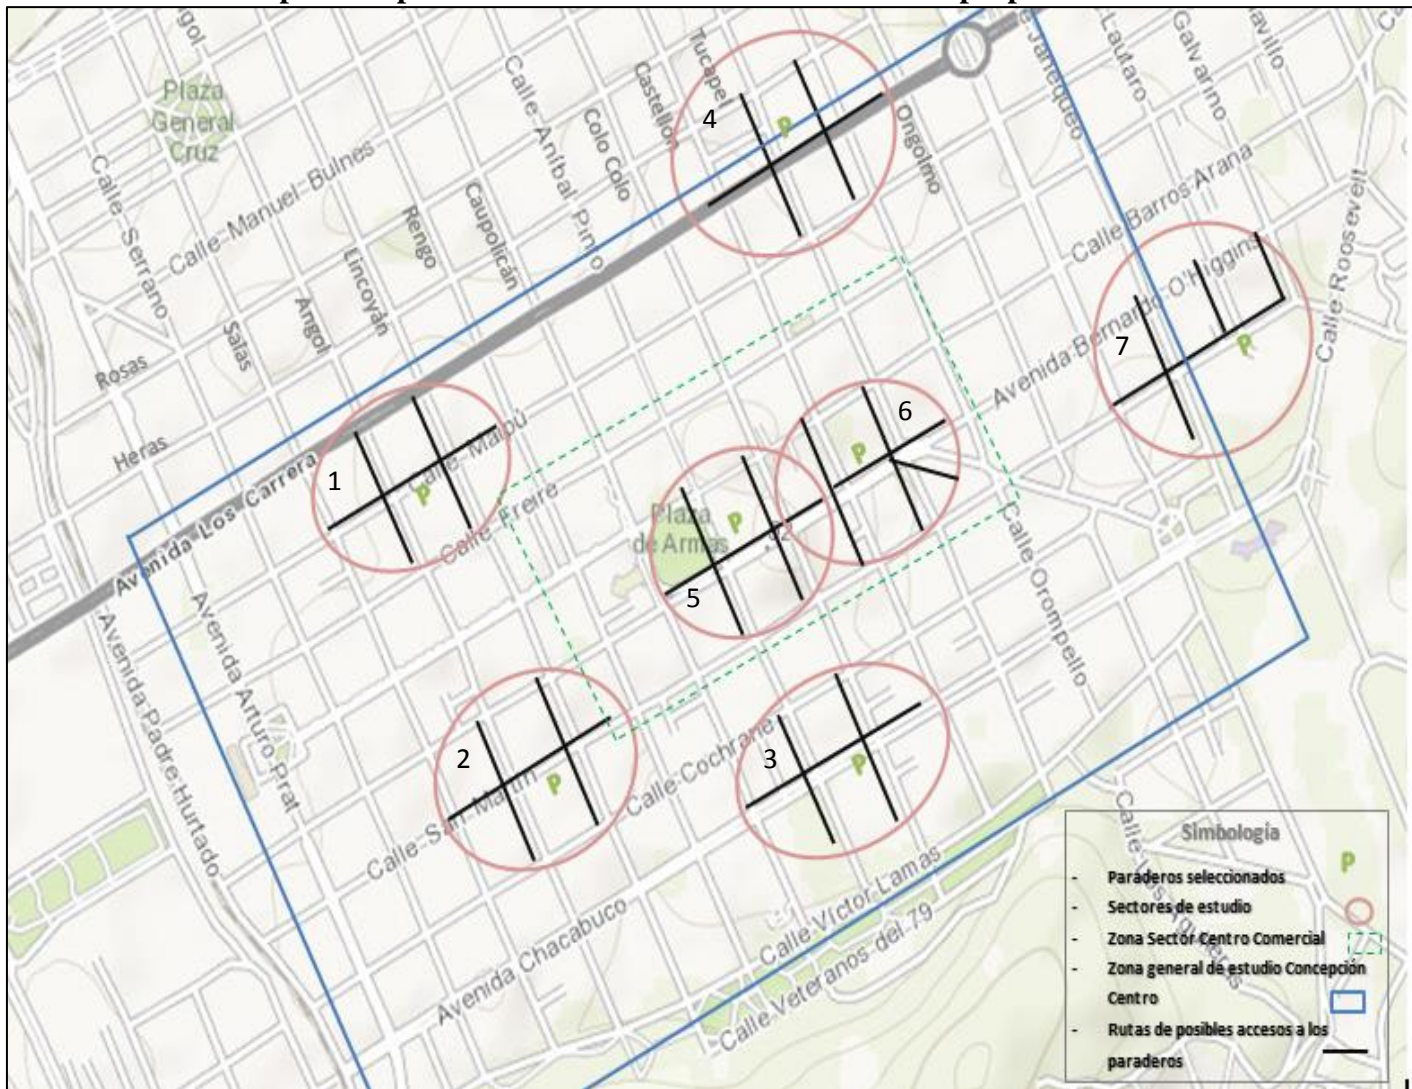 Plaza
General
Cruz
Calle Manuel Bulnes
Calle Serrano
Rosas
Heras
Salas
Angol
Lincoyán
Rengo
Caupolicán
Calle Aníbal Pinto
Colo Colo
Castellón
Tucapel
4
P
Ongolmo
Janequeo
Lautaro
Galvarino
Calle Barros Arana
Avenida Bernardo O'Higgins
Calle Roosevelt
7
P
Avenida Los Carrera
1
Calle Maipú
P
Calle Freire
Plaza
de Armas
P
5
6
P
Calle Orompello
Avenida Padre Hurtado
Avenida Arturo Prat
2
P
Calle San Martín
Calle Cochrane
3
P
Avenida Chacabuco
Calle Víctor Lamas
Calle Veteranos del 79
Simbología
- Paraderos seleccionados P
- Sectores de estudio
- Zona Sector Centro Comercial
- Zona general de estudio Concepción
Centro
- Rutas de posibles accesos a los
paraderos